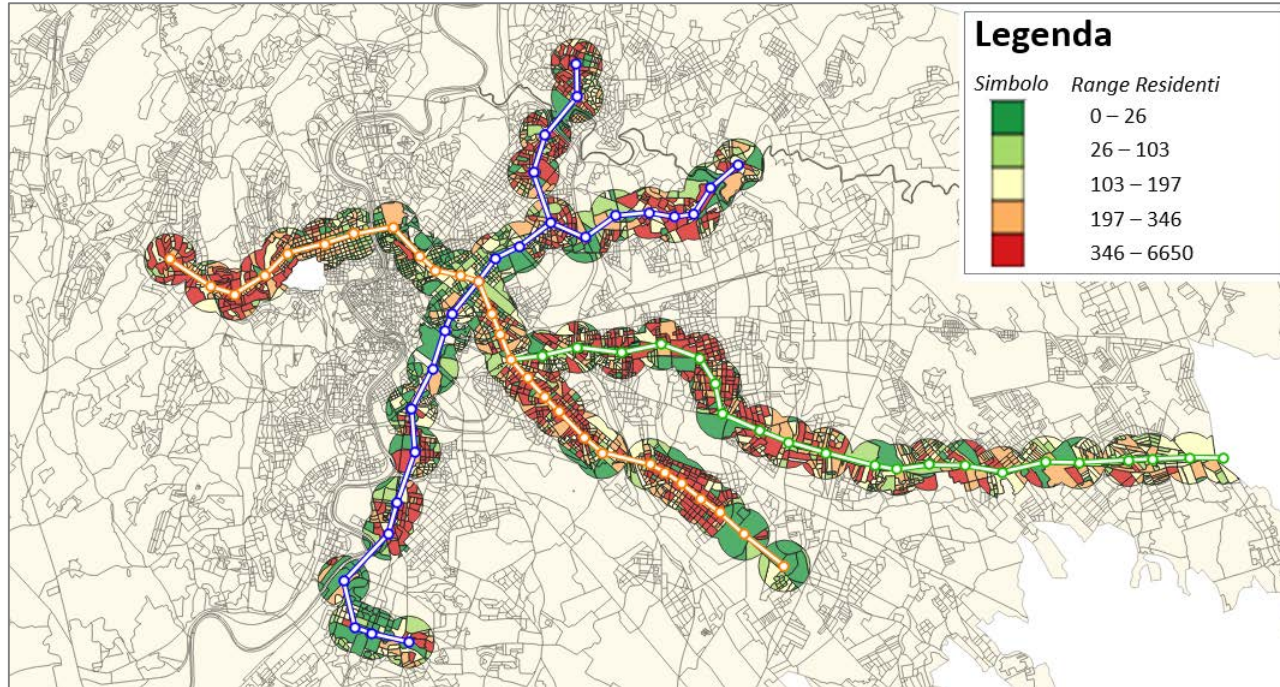 Legenda
Simbolo Range Residenti
0 – 26
26 – 103
103 – 197
197 – 346
346 – 6650